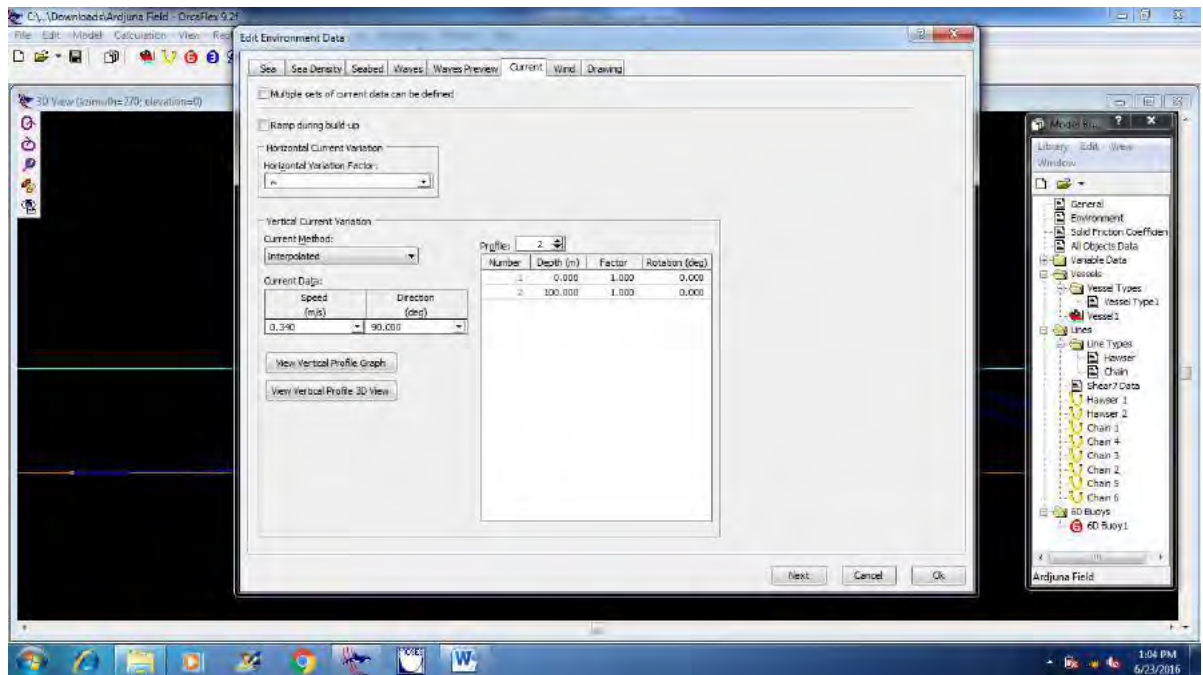 C:\..\Downloads\Ardjuna Field - OrcaFlex 9.2f
File Edit Model Calculation View
3D View (azimuth=270; elevation=0)
Edit Environment Data
Sea Sea Density Seabed Waves Waves Preview Current Wind Drawing
Multiple sets of current data can be defined
Ramp during build-up
Horizontal Current Variation
Horizontal Variation Factor:
Vertical Current Variation
Current Method:
Interpolated
Current Data:
Speed Direction
(m/s) (deg)
0.340 90.000
View Vertical Profile Graph
View Vertical Profile 3D View
Profile: 2
Number Depth (m) Factor Rotation (deg)
1 0.000 1.000 0.000
2 100.000 1.000 0.000
Next Cancel Ok
Model B...
Library Edit View
Window
General
Environment
Solid Friction Coefficien
All Objects Data
Variable Data
Vessels
Vessel Types
Vessel Type1
Vessel1
Lines
Line Types
Hawser
Chain
Shear7 Data
Hawser 1
Hawser 2
Chain 1
Chain 4
Chain 3
Chain 2
Chain 5
Chain 6
6D Buoys
6D Buoy1
Ardjuna Field
1:04 PM
6/23/2016